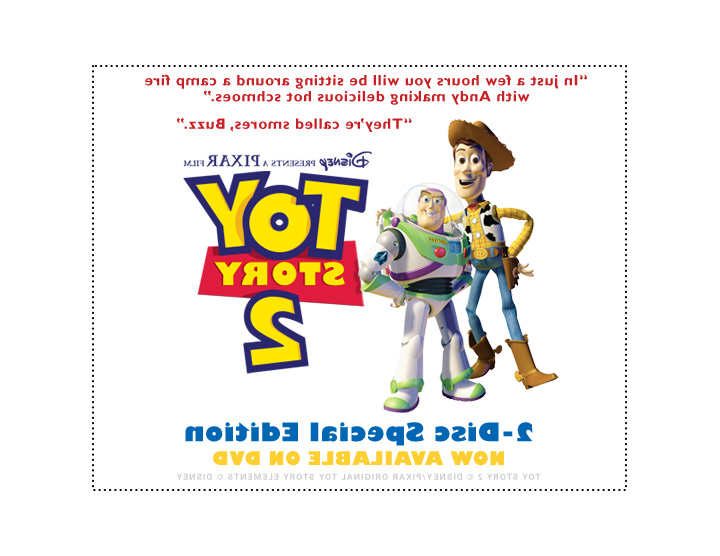 “In just a few hours you will be sitting around a camp fire
with Andy making delicious hot schmoes.”
“They’re called smores, Buzz.”
Disney PRESENTS A PIXAR FILM
TOY
STORY
2
2-Disc Special Edition
NOW AVAILABLE ON DVD
TOY STORY 2 © DISNEY/PIXAR ORIGINAL TOY STORY ELEMENTS © DISNEY